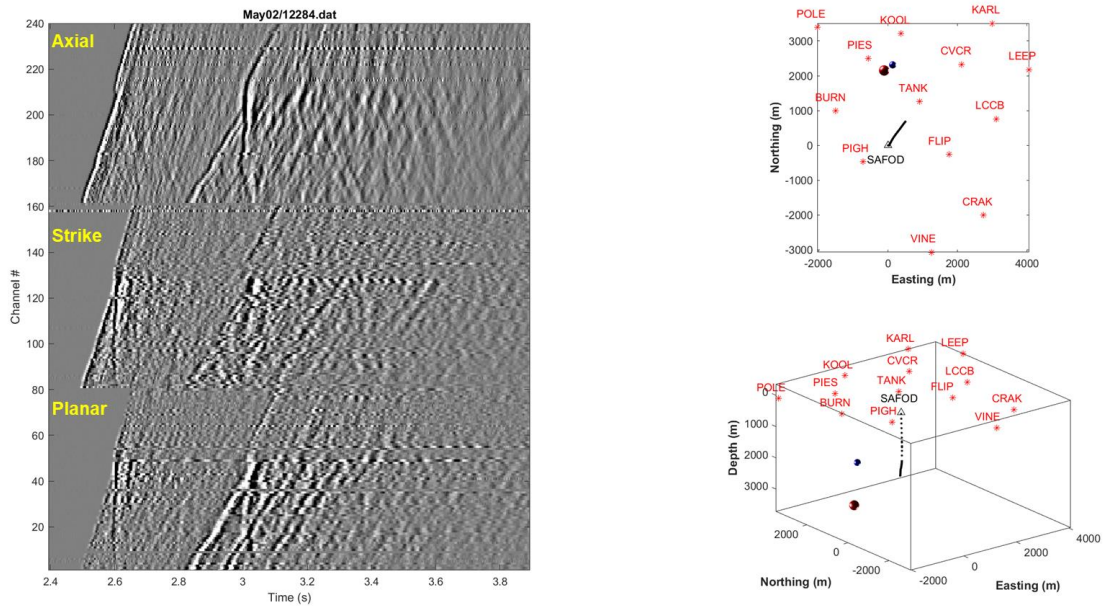 May02/12284.dat
Axial
Strike
Planar
Channel #
240
220
200
180
160
140
120
100
80
60
40
20
2.4
2.6
2.8
3
3.2
3.4
3.6
3.8
Time (s)
POLE
KOOL
KARL
PIES
CVCR
LEEP
TANK
BURN
LCCB
PIGH
SAFOD
FLIP
CRAK
VINE
3000
2000
1000
0
-1000
-2000
-3000
Northing (m)
-2000
0
2000
4000
Easting (m)
KARL
LEEP
KOOL
CVCR
PIES
TANK
LCCB
POLE
BURN
SAFOD
FLIP
PIGH
CRAK
VINE
0
1000
2000
3000
Depth (m)
2000
0
-2000
Northing (m)
-2000
0
2000
4000
Easting (m)